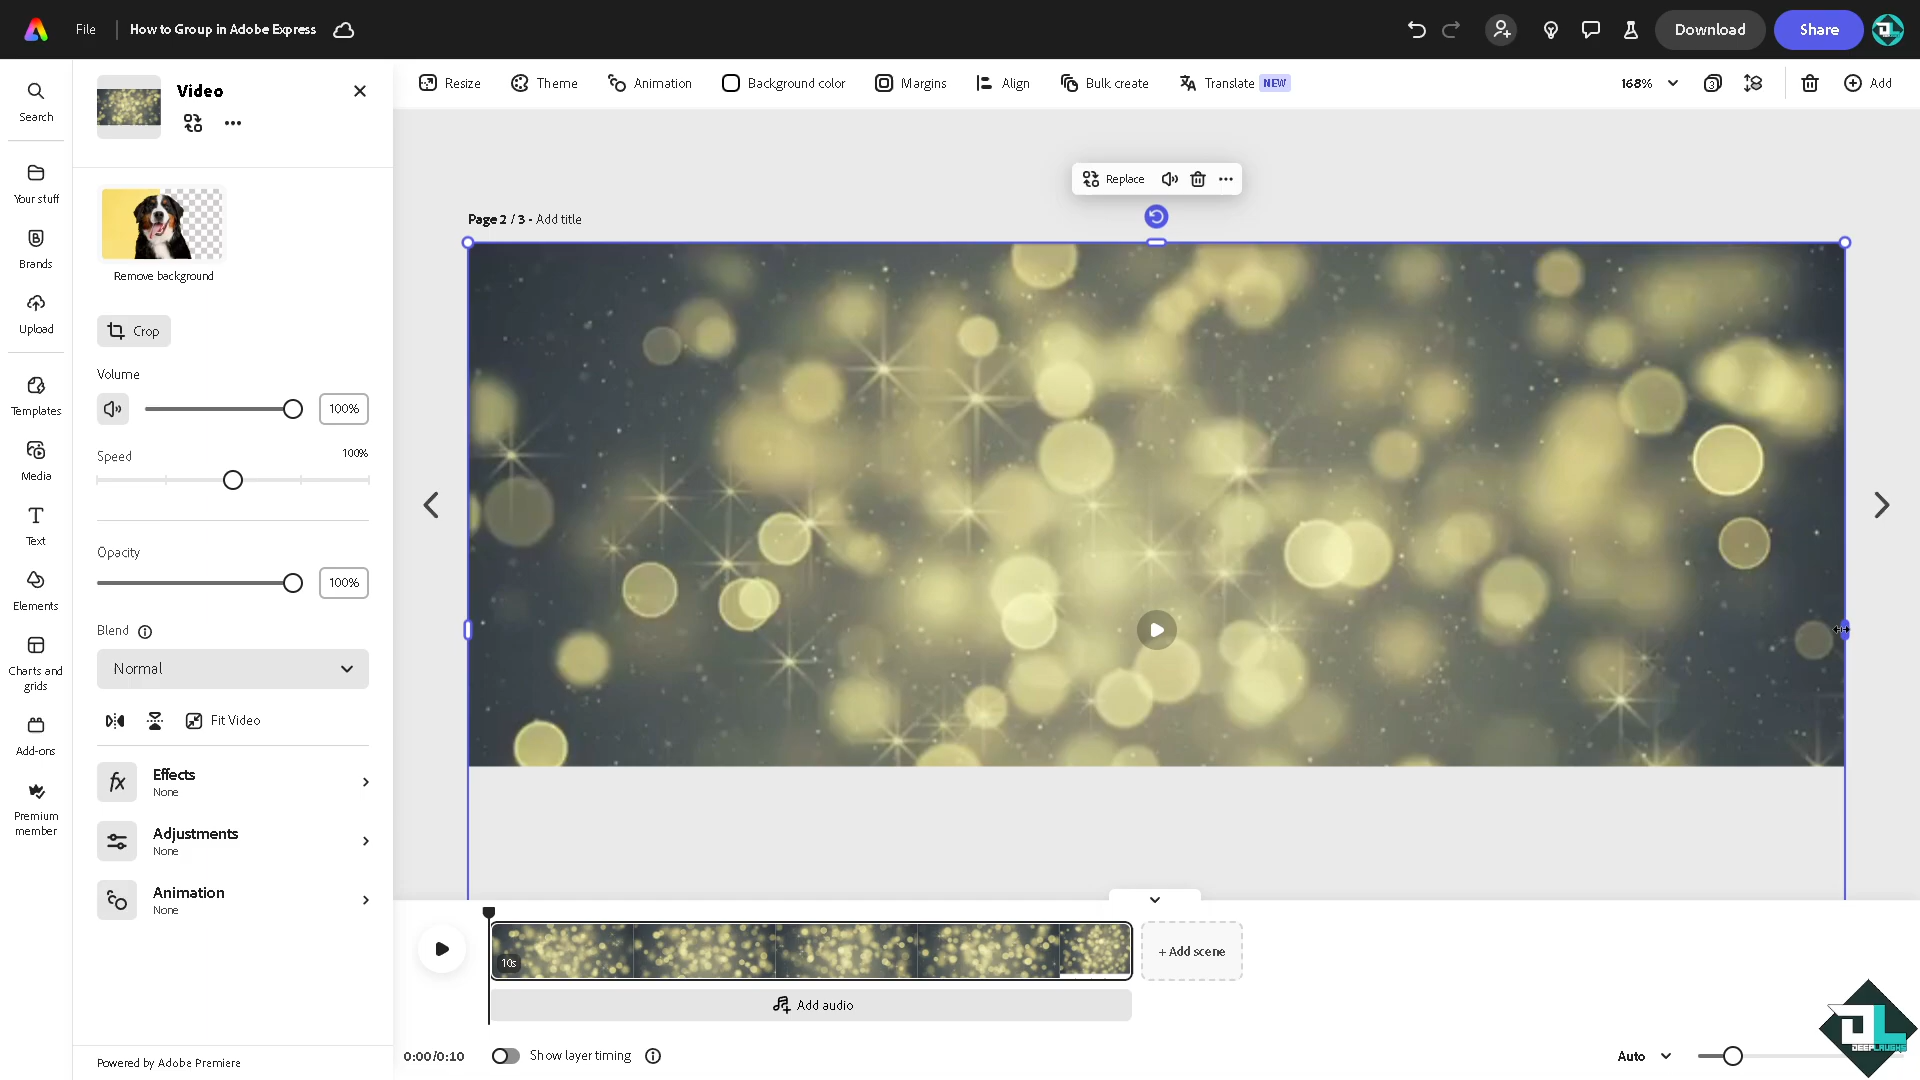 File
How to Group in Adobe Express
Download
Share
Search
Your stuff
Brands
Upload
Templates
Media
Text
Elements
Charts and
grids
Add-ons
Premium
member
Video
Remove background
Crop
Volume
100%
Speed
100%
Opacity
100%
Blend
Normal
Fit Video
Effects
None
Adjustments
None
Animation
None
Powered by Adobe Premiere
Resize
Theme
Animation
Background color
Margins
Align
Bulk create
Translate NEW
168%
3
Add
Replace
Page 2 / 3 - Add title
10s
+ Add scene
Add audio
0:00/0:10
Show layer timing
Auto
DL
DEEPLAUGHS